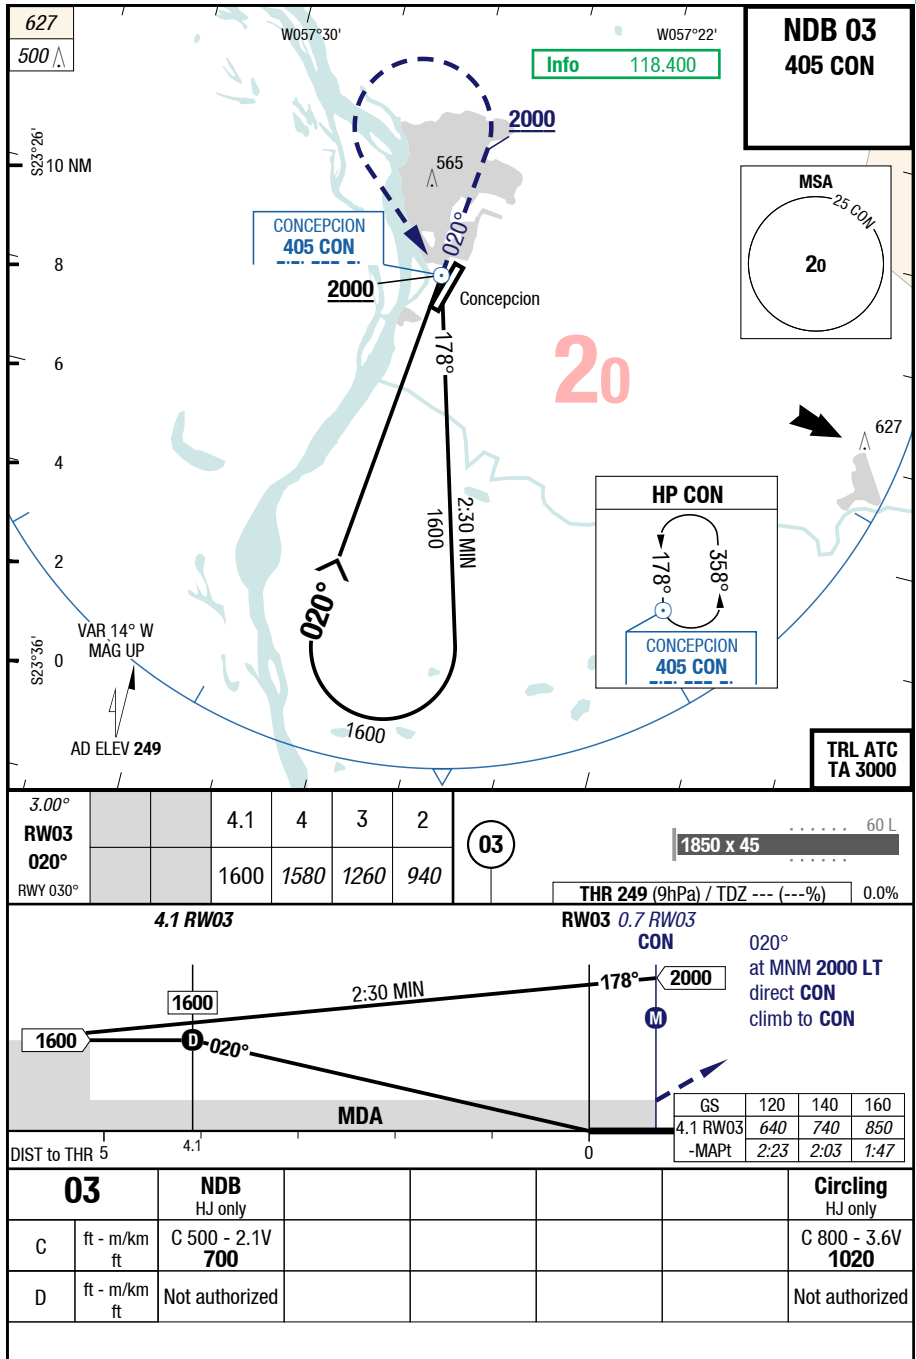 627
500
W057°30'
W057°22'
Info 118.400
NDB 03
405 CON
S23°26'
10 NM
2000
565
MSA
25 CON
20
CONCEPCION
405 CON
020°
8
2000
Concepcion
178°
20
6
627
4
2:30 MIN
1600
HP CON
178°
358°
CONCEPCION
405 CON
2
020°
VAR 14° W
MAG UP
S23°36'
0
1600
AD ELEV 249
TRL ATC
TA 3000
3.00°
RW03
020°
RWY 030°
4.1 4 3 2
1600 1580 1260 940
03
60 L
1850 x 45
THR 249 (9hPa) / TDZ --- (---%) 0.0%
4.1 RW03
RW03 0.7 RW03
CON
020°
at MNM 2000 LT
direct CON
climb to CON
2:30 MIN
178°
2000
1600
M
1600
D
020°
MDA
GS 120 140 160
4.1 RW03 640 740 850
-MAPt 2:23 2:03 1:47
DIST to THR 5 4.1 0
03
NDB
HJ only
Circling
HJ only
C
ft - m/km
ft
C 500 - 2.1V
700
C 800 - 3.6V
1020
D
ft - m/km
ft
Not authorized
Not authorized